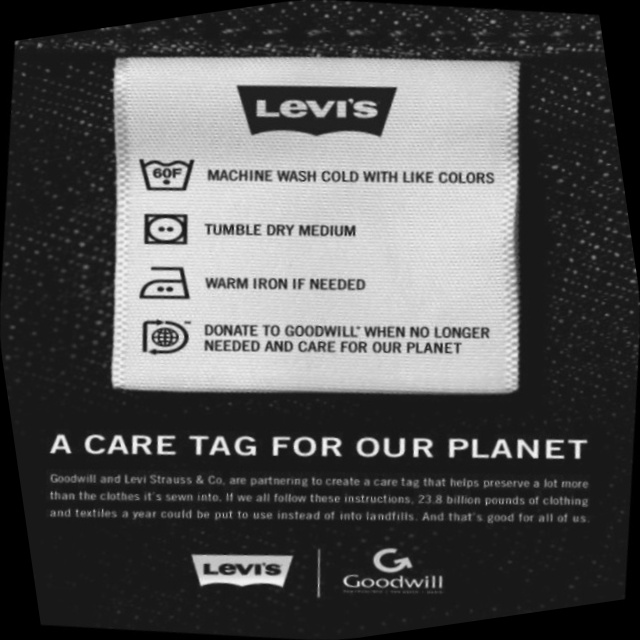 Levi's
60F MACHINE WASH COLD WITH LIKE COLORS
TUMBLE DRY MEDIUM
WARM IRON IF NEEDED
DONATE TO GOODWILL™ WHEN NO LONGER
NEEDED AND CARE FOR OUR PLANET
A CARE TAG FOR OUR PLANET
Goodwill and Levi Strauss & Co. are partnering to create a care tag that helps preserve a lot more
than the clothes it's sewn into. If we all follow these instructions, 23.8 billion pounds of clothing
and textiles a year could be put to use instead of into landfills. And that's good for all of us.
Levi's
Goodwill